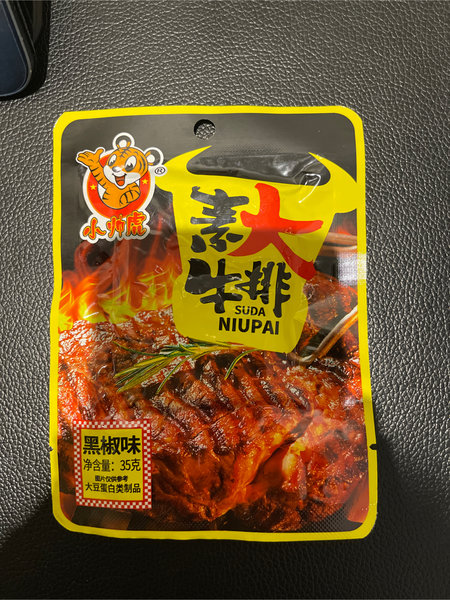 小帅虎
®
素大
牛排
SUDA
NIUPAI
黑椒味
净含量：35克
图片仅供参考
大豆蛋白类制品